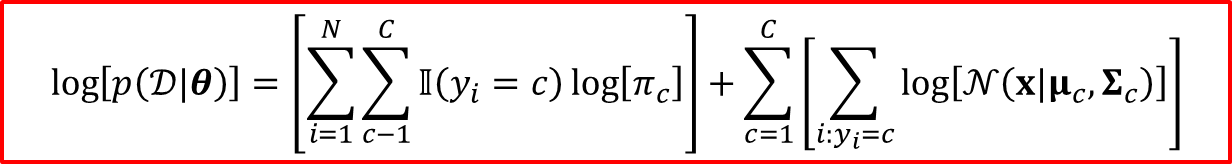 log[p(𝒟|𝜽)] = [∑_{i=1}^{N} ∑_{c−1}^{C} 𝕀(y_i = c) log[π_c]] + ∑_{c=1}^{C} [∑_{i:y_i=c} log[𝒩(𝐱|𝛍_c, 𝚺_c)]]